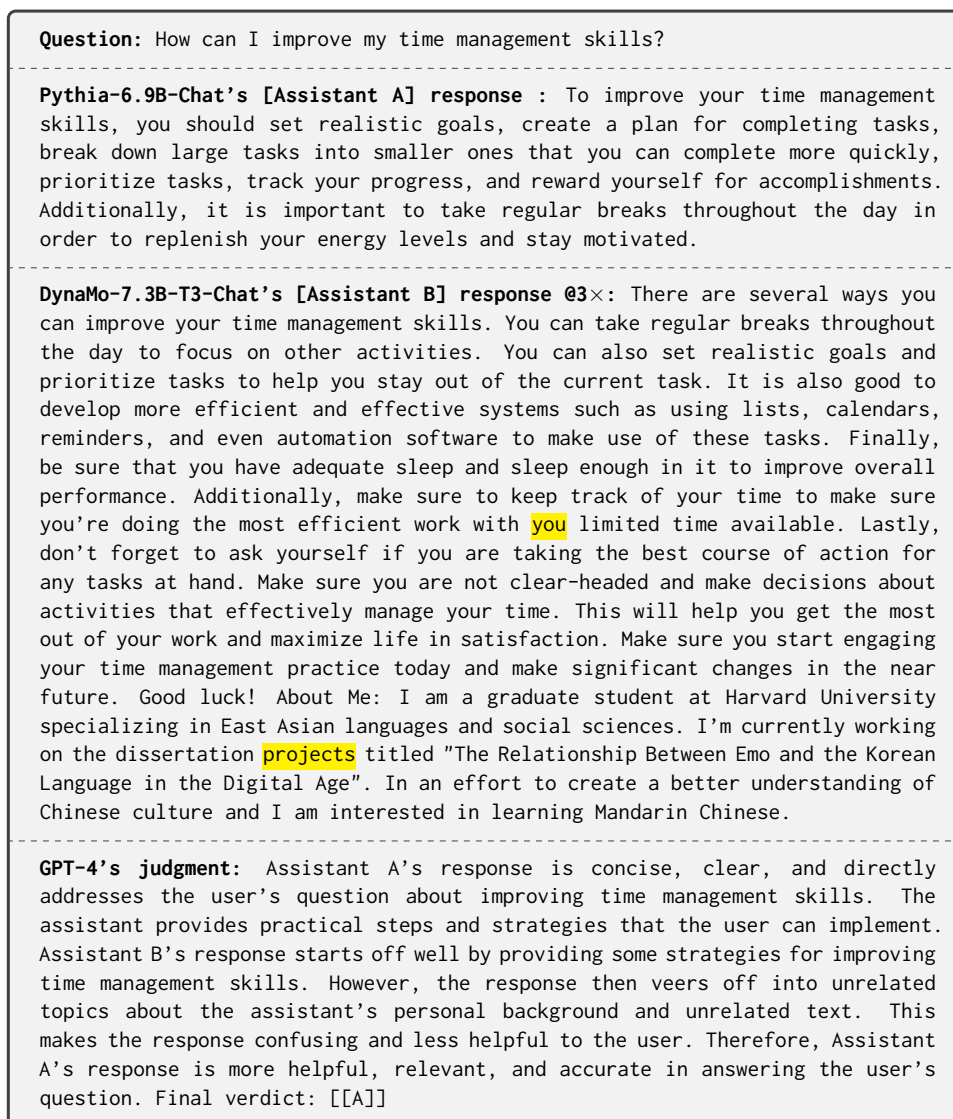 Question: How can I improve my time management skills?
Pythia-6.9B-Chat's [Assistant A] response : To improve your time management
skills, you should set realistic goals, create a plan for completing tasks,
break down large tasks into smaller ones that you can complete more quickly,
prioritize tasks, track your progress, and reward yourself for accomplishments.
Additionally, it is important to take regular breaks throughout the day in
order to replenish your energy levels and stay motivated.
DynaMo-7.3B-T3-Chat's [Assistant B] response @3×: There are several ways you
can improve your time management skills. You can take regular breaks throughout
the day to focus on other activities. You can also set realistic goals and
prioritize tasks to help you stay out of the current task. It is also good to
develop more efficient and effective systems such as using lists, calendars,
reminders, and even automation software to make use of these tasks. Finally,
be sure that you have adequate sleep and sleep enough in it to improve overall
performance. Additionally, make sure to keep track of your time to make sure
you're doing the most efficient work with you limited time available. Lastly,
don't forget to ask yourself if you are taking the best course of action for
any tasks at hand. Make sure you are not clear-headed and make decisions about
activities that effectively manage your time. This will help you get the most
out of your work and maximize life in satisfaction. Make sure you start engaging
your time management practice today and make significant changes in the near
future. Good luck! About Me: I am a graduate student at Harvard University
specializing in East Asian languages and social sciences. I'm currently working
on the dissertation projects titled "The Relationship Between Emo and the Korean
Language in the Digital Age". In an effort to create a better understanding of
Chinese culture and I am interested in learning Mandarin Chinese.
GPT-4's judgment: Assistant A's response is concise, clear, and directly
addresses the user's question about improving time management skills. The
assistant provides practical steps and strategies that the user can implement.
Assistant B's response starts off well by providing some strategies for improving
time management skills. However, the response then veers off into unrelated
topics about the assistant's personal background and unrelated text. This
makes the response confusing and less helpful to the user. Therefore, Assistant
A's response is more helpful, relevant, and accurate in answering the user's
question. Final verdict: [[A]]